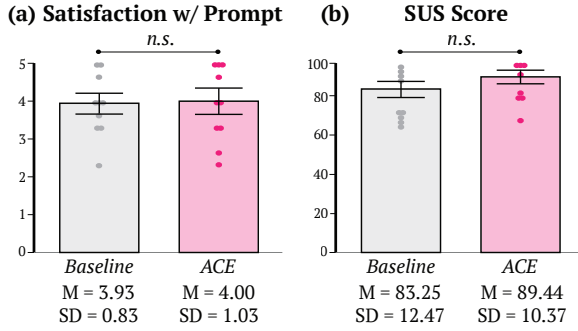 (a) Satisfaction w/ Prompt
n.s.
5
4
3
2
1
0
Baseline ACE
M = 3.93 M = 4.00
SD = 0.83 SD = 1.03
(b) SUS Score
n.s.
100
80
60
40
20
0
Baseline ACE
M = 83.25 M = 89.44
SD = 12.47 SD = 10.37